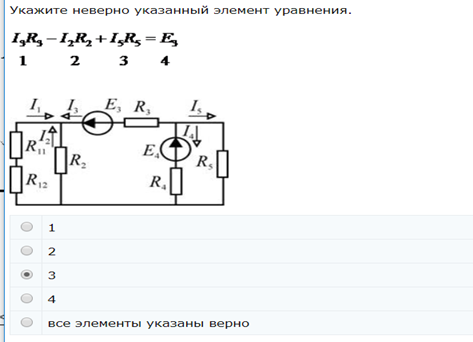 Укажите неверно указанный элемент уравнения.
I₃R₃ – I₂R₂ + I₅R₅ = E₃
1 2 3 4
I₁ I₃ E₃ R₃ I₅
R₁₁ I₂ R₂ E₄ I₄ R₅
R₁₂ R₄
1
2
3
4
все элементы указаны верно